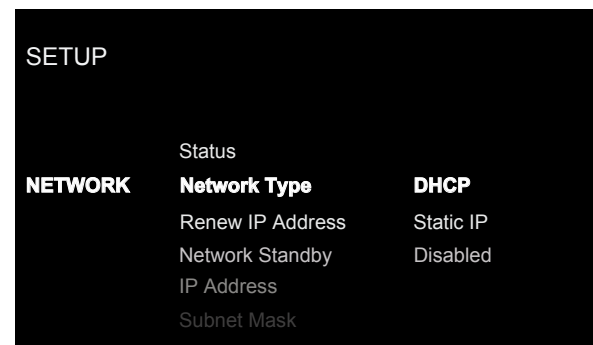 SETUP
Status
NETWORK Network Type DHCP
Renew IP Address Static IP
Network Standby Disabled
IP Address
Subnet Mask